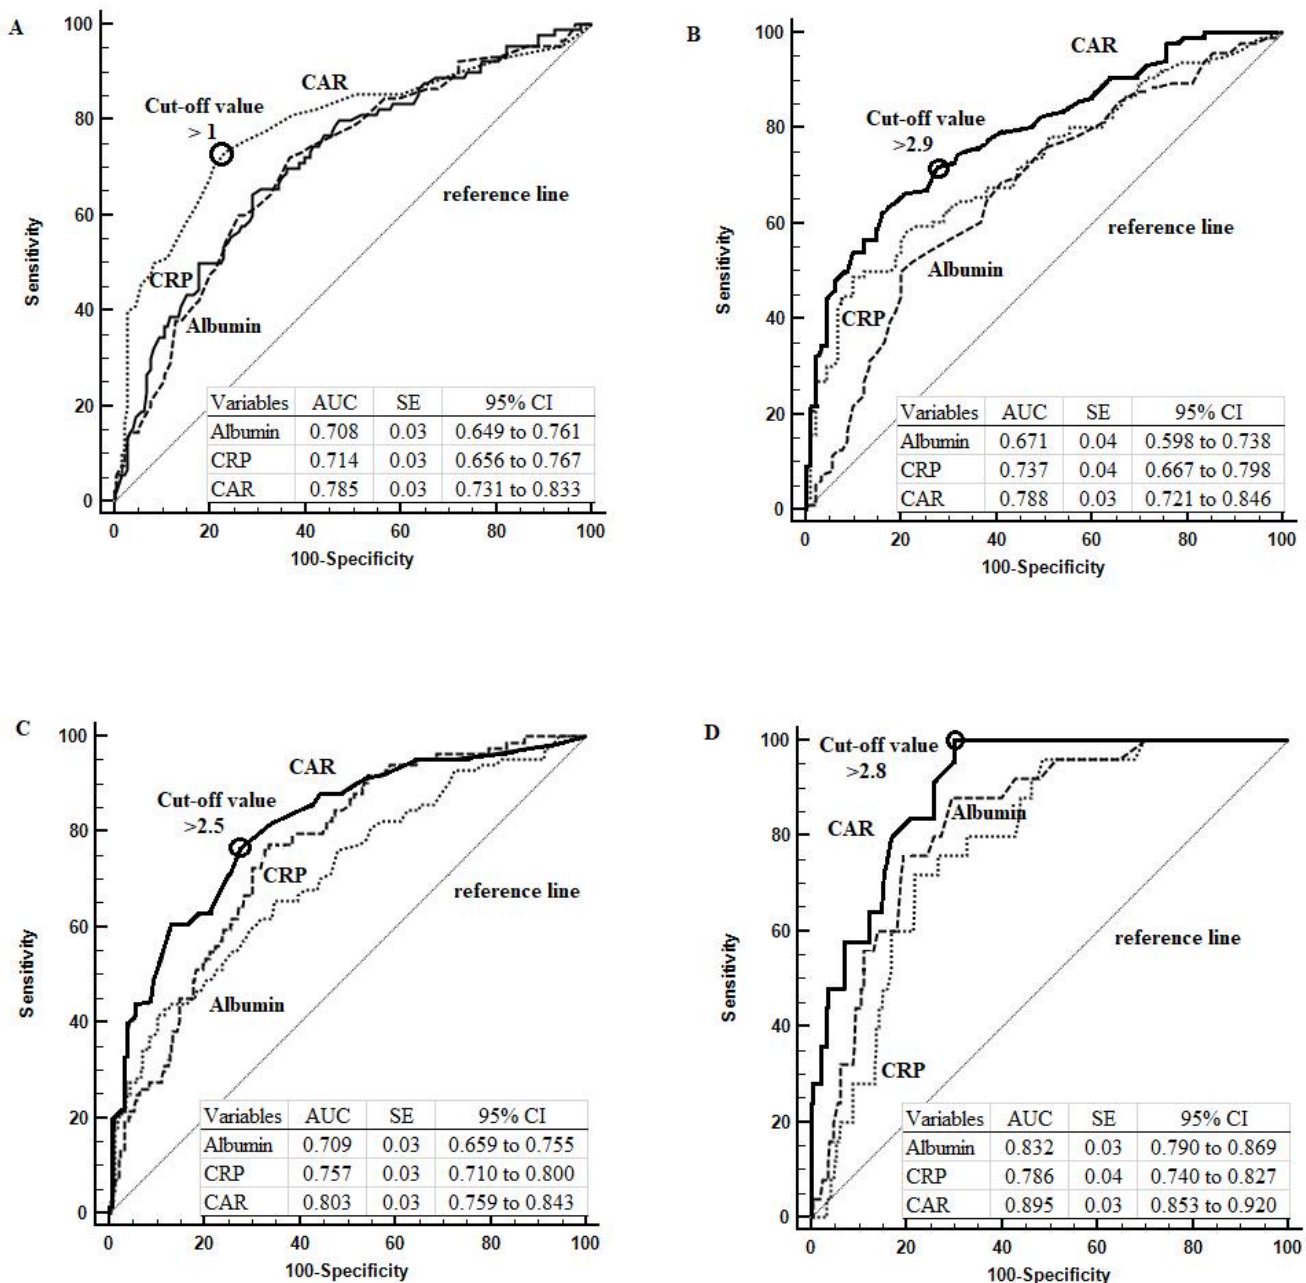 A
100
80
60
40
20
0
Sensitivity
CAR
Cut-off value
> 1
reference line
CRP
Albumin
Variables AUC SE 95% CI
Albumin 0.708 0.03 0.649 to 0.761
CRP 0.714 0.03 0.656 to 0.767
CAR 0.785 0.03 0.731 to 0.833
0 20 40 60 80 100
100-Specificity
B
100
80
60
40
20
0
Sensitivity
CAR
Cut-off value
>2.9
reference line
Albumin
CRP
Variables AUC SE 95% CI
Albumin 0.671 0.04 0.598 to 0.738
CRP 0.737 0.04 0.667 to 0.798
CAR 0.788 0.03 0.721 to 0.846
0 20 40 60 80 100
100-Specificity
C
100
80
60
40
20
0
Sensitivity
CAR
Cut-off value
>2.5
CRP
reference line
Albumin
Variables AUC SE 95% CI
Albumin 0.709 0.03 0.659 to 0.755
CRP 0.757 0.03 0.710 to 0.800
CAR 0.803 0.03 0.759 to 0.843
0 20 40 60 80 100
100-Specificity
D
100
80
60
40
20
0
Sensitivity
Cut-off value
>2.8
CAR
Albumin
reference line
CRP
Variables AUC SE 95% CI
Albumin 0.832 0.03 0.790 to 0.869
CRP 0.786 0.04 0.740 to 0.827
CAR 0.895 0.03 0.853 to 0.920
0 20 40 60 80 100
100-Specificity